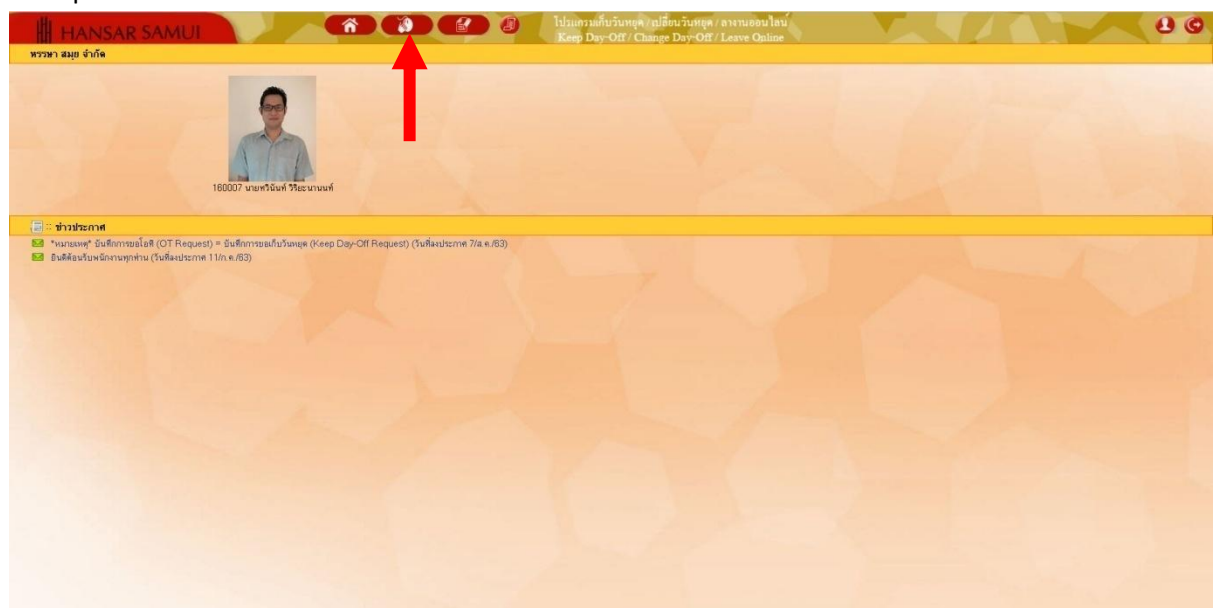 HANSAR SAMUI
โปรแกรมเก็บวันหยุด / เปลี่ยนวันหยุด / ลางานออนไลน์
Keep Day-Off / Change Day-Off / Leave Online
หรรษา สมุย จำกัด
160007 นายทวินันท์ วิริยะนานนท์
:: ข่าวประกาศ
*หมายเหตุ* บันทึกการขอโอที (OT Request) = บันทึกการขอเก็บวันหยุด (Keep Day-Off Request) (วันที่ลงประกาศ 7/ส.ค./63)
ยินดีต้อนรับพนักงานทุกท่าน (วันที่ลงประกาศ 11/ก.ค./63)